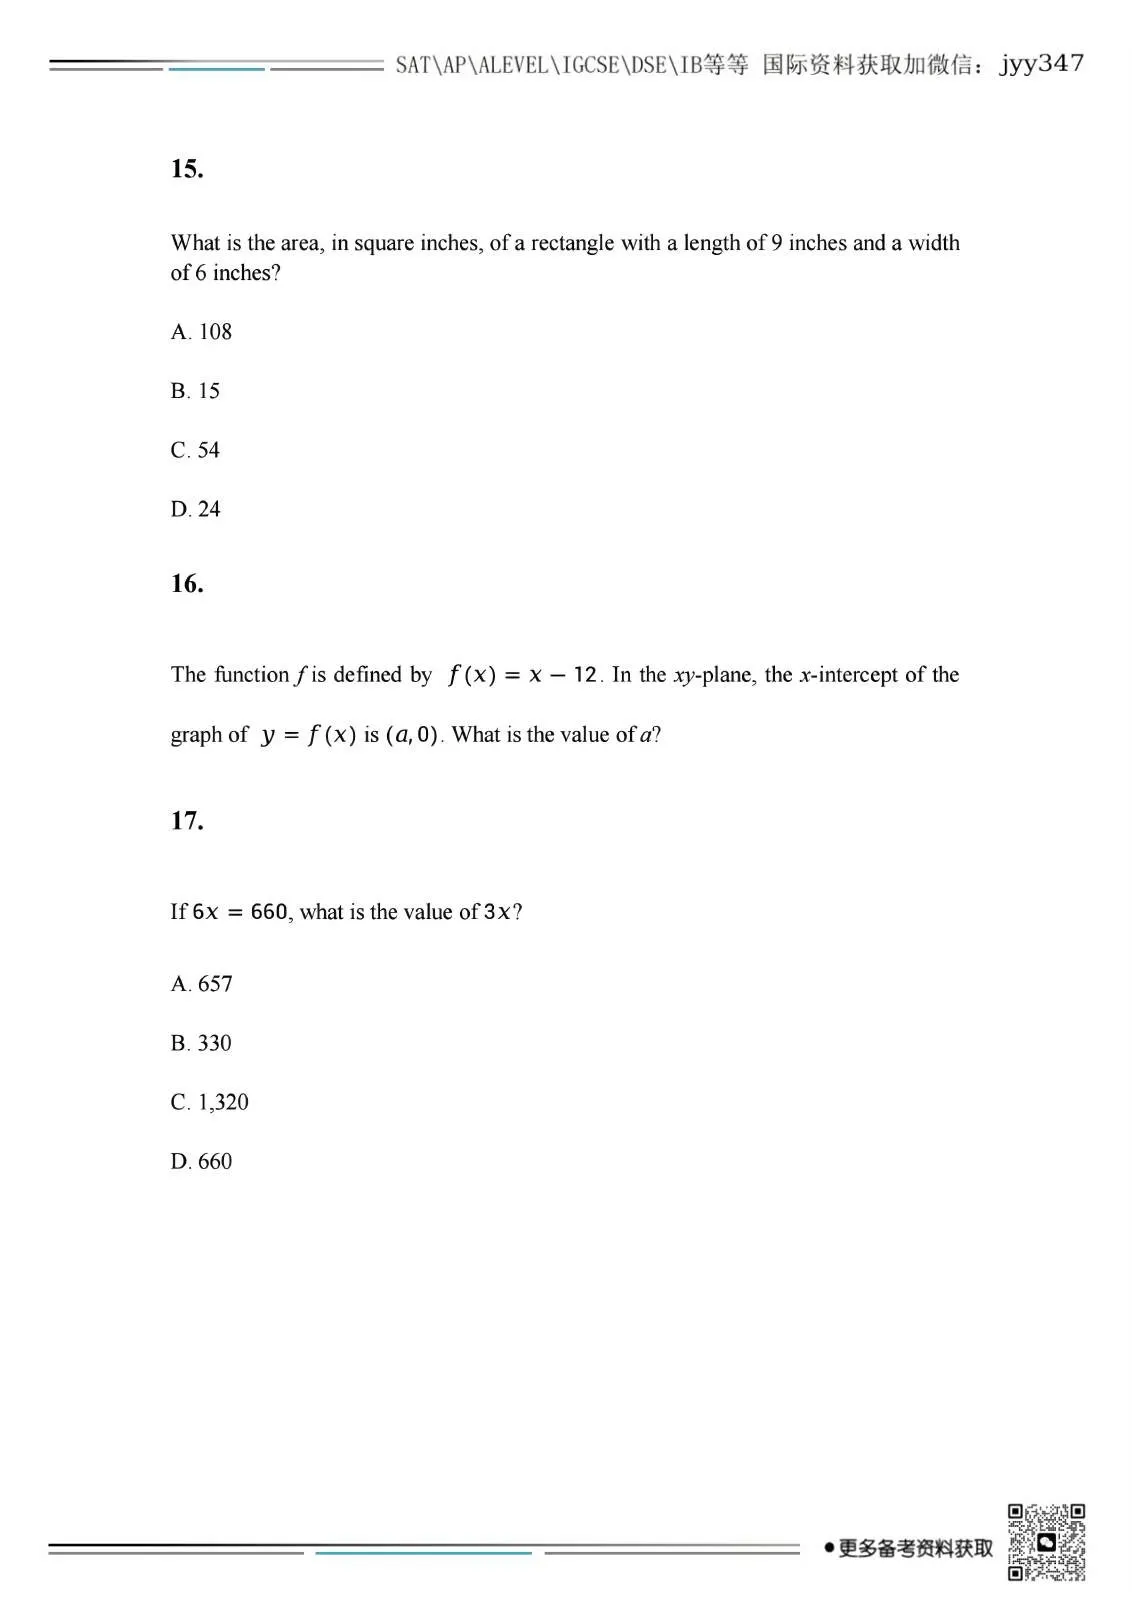 SAT\AP\ALEVEL\IGCSE\DSE\IB等等 国际资料获取加微信: jyy347
15.
What is the area, in square inches, of a rectangle with a length of 9 inches and a width
of 6 inches?
A. 108
B. 15
C. 54
D. 24
16.
The function f is defined by f(x) = x − 12. In the xy-plane, the x-intercept of the
graph of y = f(x) is (a, 0). What is the value of a?
17.
If 6x = 660, what is the value of 3x?
A. 657
B. 330
C. 1,320
D. 660
●更多备考资料获取